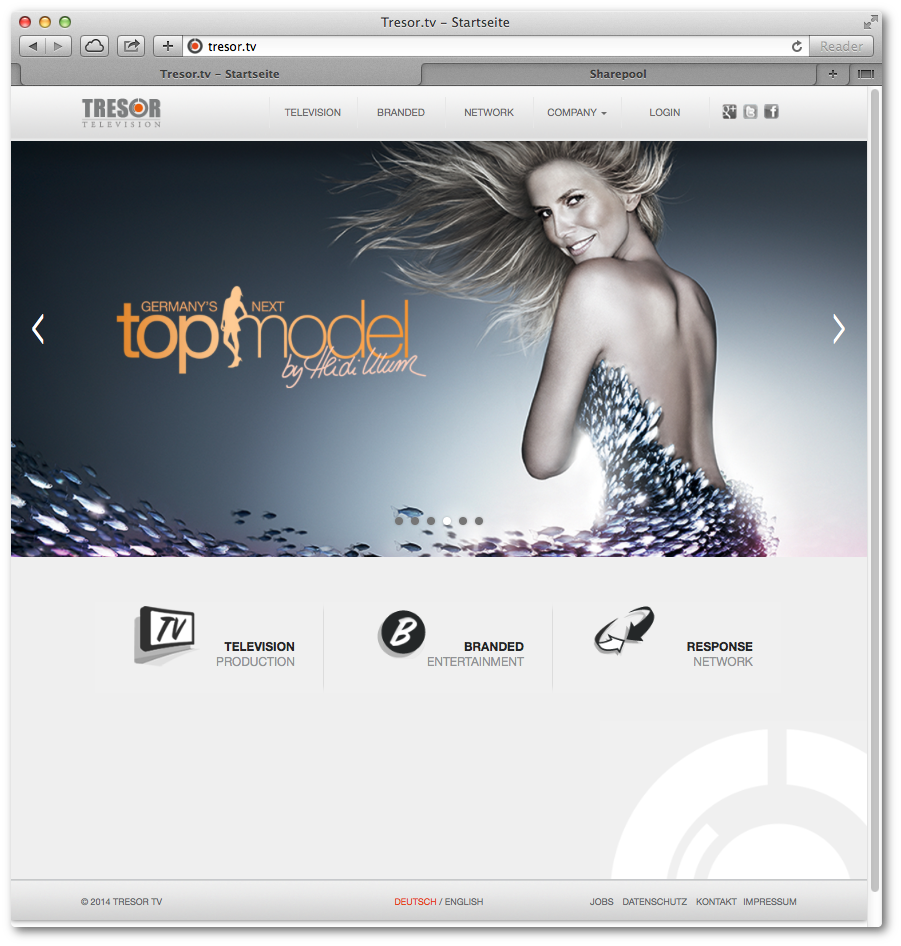 Tresor.tv – Startseite
tresor.tv
Reader
Tresor.tv – Startseite
Sharepool
TRESOR
TELEVISION
TELEVISION
BRANDED
NETWORK
COMPANY
LOGIN
GERMANY'S NEXT
topmodel
by Heidi Klum
TV
TELEVISION
PRODUCTION
B
BRANDED
ENTERTAINMENT
RESPONSE
NETWORK
© 2014 TRESOR TV
DEUTSCH / ENGLISH
JOBS DATENSCHUTZ KONTAKT IMPRESSUM